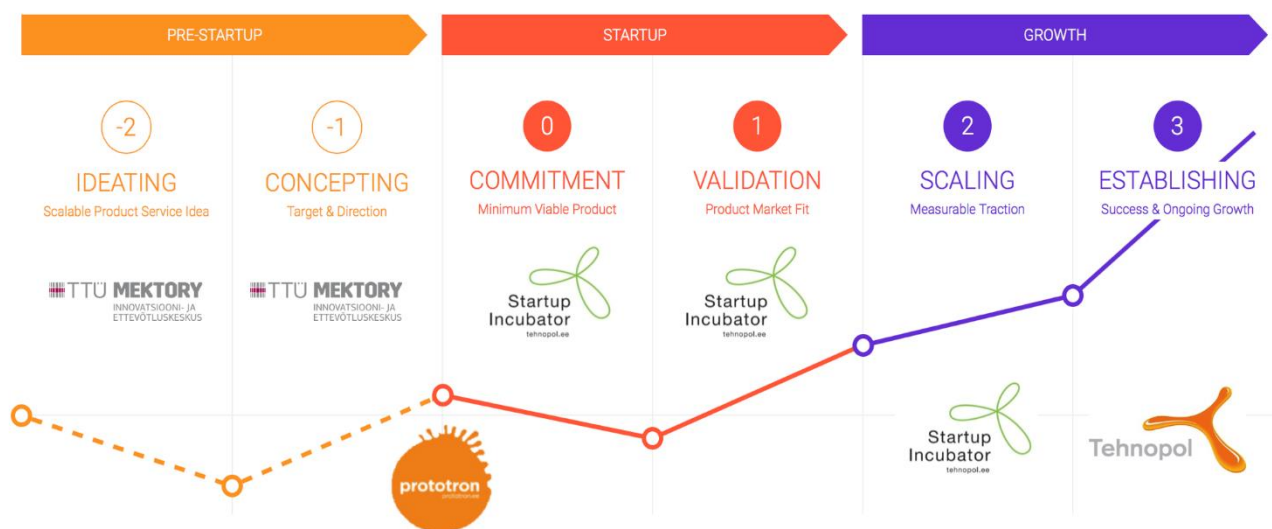 PRE-STARTUP
STARTUP
GROWTH
-2
-1
0
1
2
3
IDEATING
CONCEPTING
COMMITMENT
VALIDATION
SCALING
ESTABLISHING
Scalable Product Service Idea
Target & Direction
Minimum Viable Product
Product Market Fit
Measurable Traction
Success & Ongoing Growth
TTÜ MEKTORY
INNOVATSIOONI- JA
ETTEVÕTLUSKESKUS
TTÜ MEKTORY
INNOVATSIOONI- JA
ETTEVÕTLUSKESKUS
Startup
Incubator
tehnopol.ee
Startup
Incubator
tehnopol.ee
prototron
prototron.ee
Startup
Incubator
tehnopol.ee
Tehnopol